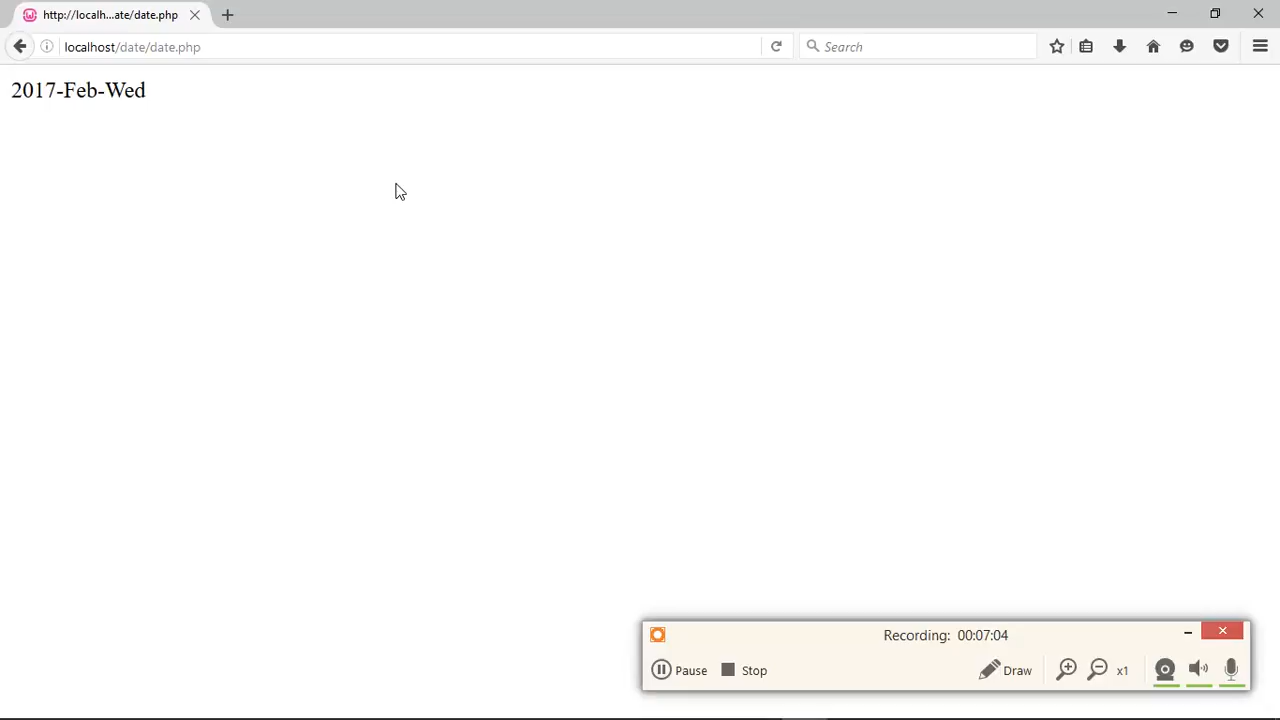 http://localh...ate/date.php
localhost/date/date.php
Search
2017-Feb-Wed
Recording: 00:07:04
Pause
Stop
Draw
x1